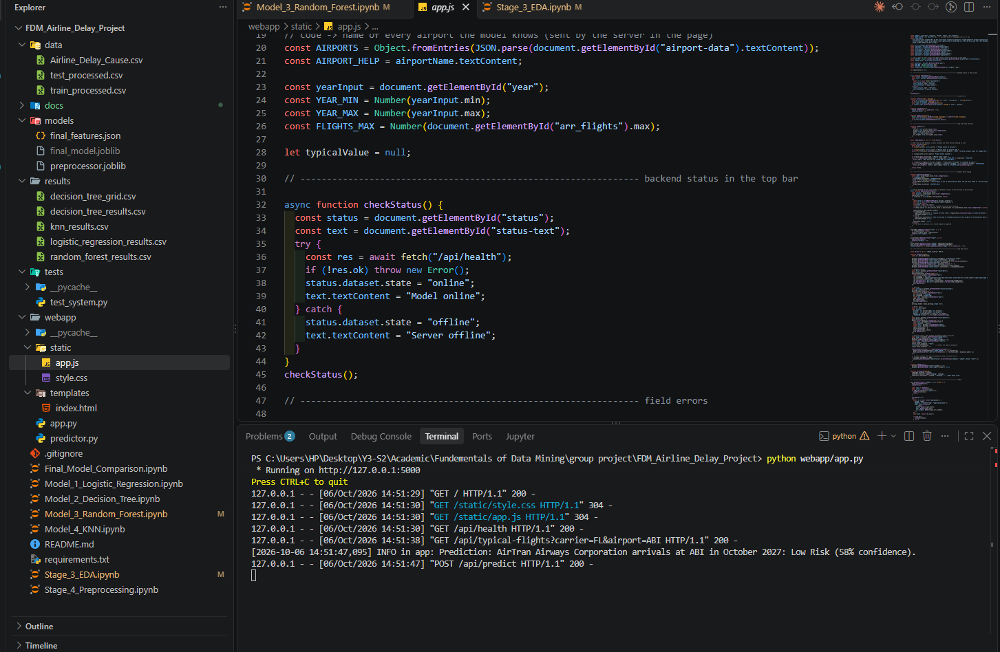 Explorer
FDM_Airline_Delay_Project
data
Airline_Delay_Cause.csv
test_processed.csv
train_processed.csv
docs
models
final_features.json
final_model.joblib
preprocessor.joblib
results
decision_tree_grid.csv
decision_tree_results.csv
knn_results.csv
logistic_regression_results.csv
random_forest_results.csv
tests
__pycache__
test_system.py
webapp
__pycache__
static
app.js
style.css
templates
index.html
app.py
predictor.py
.gitignore
Final_Model_Comparison.ipynb
Model_1_Logistic_Regression.ipynb
Model_2_Decision_Tree.ipynb
Model_3_Random_Forest.ipynb M
Model_4_KNN.ipynb
README.md
requirements.txt
Stage_3_EDA.ipynb M
Stage_4_Preprocessing.ipynb
Outline
Timeline
Model_3_Random_Forest.ipynb M
app.js
Stage_3_EDA.ipynb M
webapp > static > app.js > ...
19 // code -> name of every airport the model knows (sent by the server in the page)
20 const AIRPORTS = Object.fromEntries(JSON.parse(document.getElementById("airport-data").textContent));
21 const AIRPORT_HELP = airportName.textContent;
22
23 const yearInput = document.getElementById("year");
24 const YEAR_MIN = Number(yearInput.min);
25 const YEAR_MAX = Number(yearInput.max);
26 const FLIGHTS_MAX = Number(document.getElementById("arr_flights").max);
27
28 let typicalValue = null;
29
30 // ---------------------------------------------------------------- backend status in the top bar
31
32 async function checkStatus() {
33 const status = document.getElementById("status");
34 const text = document.getElementById("status-text");
35 try {
36 const res = await fetch("/api/health");
37 if (!res.ok) throw new Error();
38 status.dataset.state = "online";
39 text.textContent = "Model online";
40 } catch {
41 status.dataset.state = "offline";
42 text.textContent = "Server offline";
43 }
44 }
45 checkStatus();
46
47 // ---------------------------------------------------------------- field errors
48
Problems 2 Output Debug Console Terminal Ports Jupyter
python
PS C:\Users\HP\Desktop\Y3-S2\Academic\Fundementals of Data Mining\group project\FDM_Airline_Delay_Project> python webapp/app.py
* Running on http://127.0.0.1:5000
Press CTRL+C to quit
127.0.0.1 - - [06/Oct/2026 14:51:29] "GET / HTTP/1.1" 200 -
127.0.0.1 - - [06/Oct/2026 14:51:30] "GET /static/style.css HTTP/1.1" 304 -
127.0.0.1 - - [06/Oct/2026 14:51:30] "GET /static/app.js HTTP/1.1" 304 -
127.0.0.1 - - [06/Oct/2026 14:51:30] "GET /api/health HTTP/1.1" 200 -
127.0.0.1 - - [06/Oct/2026 14:51:38] "GET /api/typical-flights?carrier=FL&airport=ABI HTTP/1.1" 200 -
[2026-10-06 14:51:47,095] INFO in app: Prediction: AirTran Airways Corporation arrivals at ABI in October 2027: Low Risk (58% confidence).
127.0.0.1 - - [06/Oct/2026 14:51:47] "POST /api/predict HTTP/1.1" 200 -